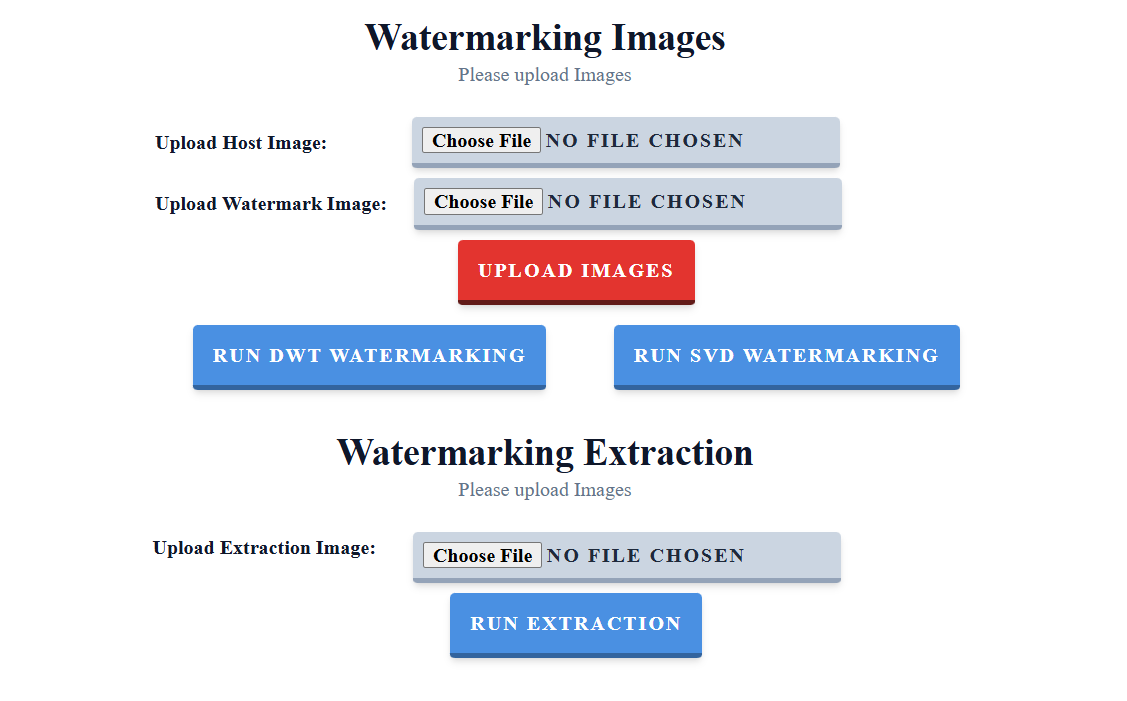 Watermarking Images
Please upload Images
Upload Host Image: Choose File NO FILE CHOSEN
Upload Watermark Image: Choose File NO FILE CHOSEN
UPLOAD IMAGES
RUN DWT WATERMARKING RUN SVD WATERMARKING
Watermarking Extraction
Please upload Images
Upload Extraction Image: Choose File NO FILE CHOSEN
RUN EXTRACTION